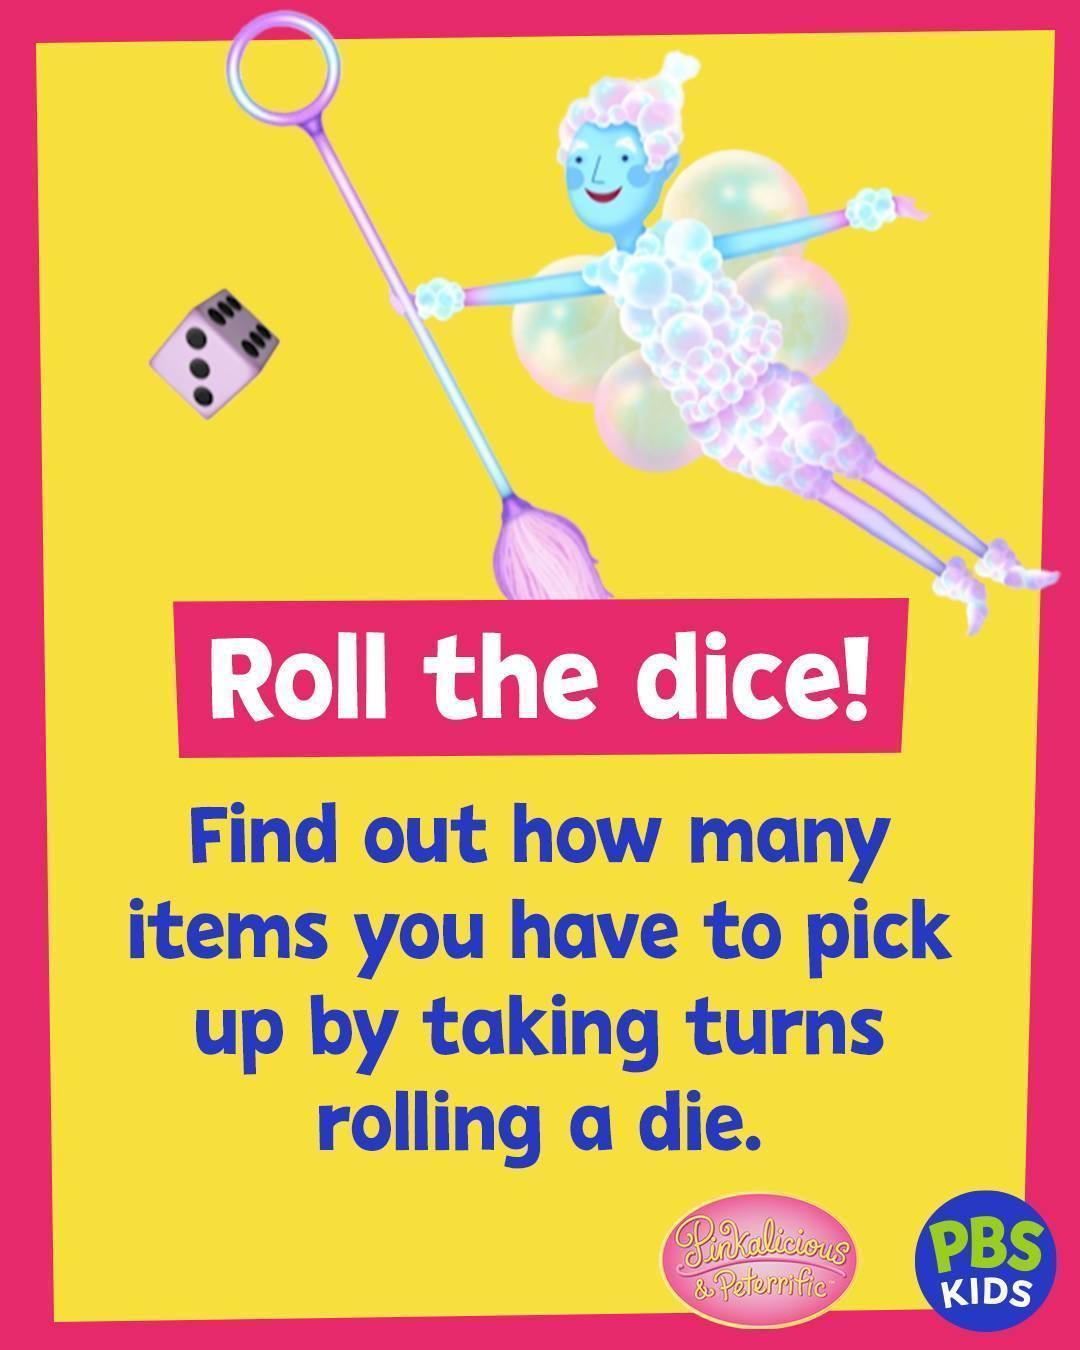 Roll the dice!
Find out how many
items you have to pick
up by taking turns
rolling a die.
Pinkalicious
& Peterrific™
PBS
KIDS